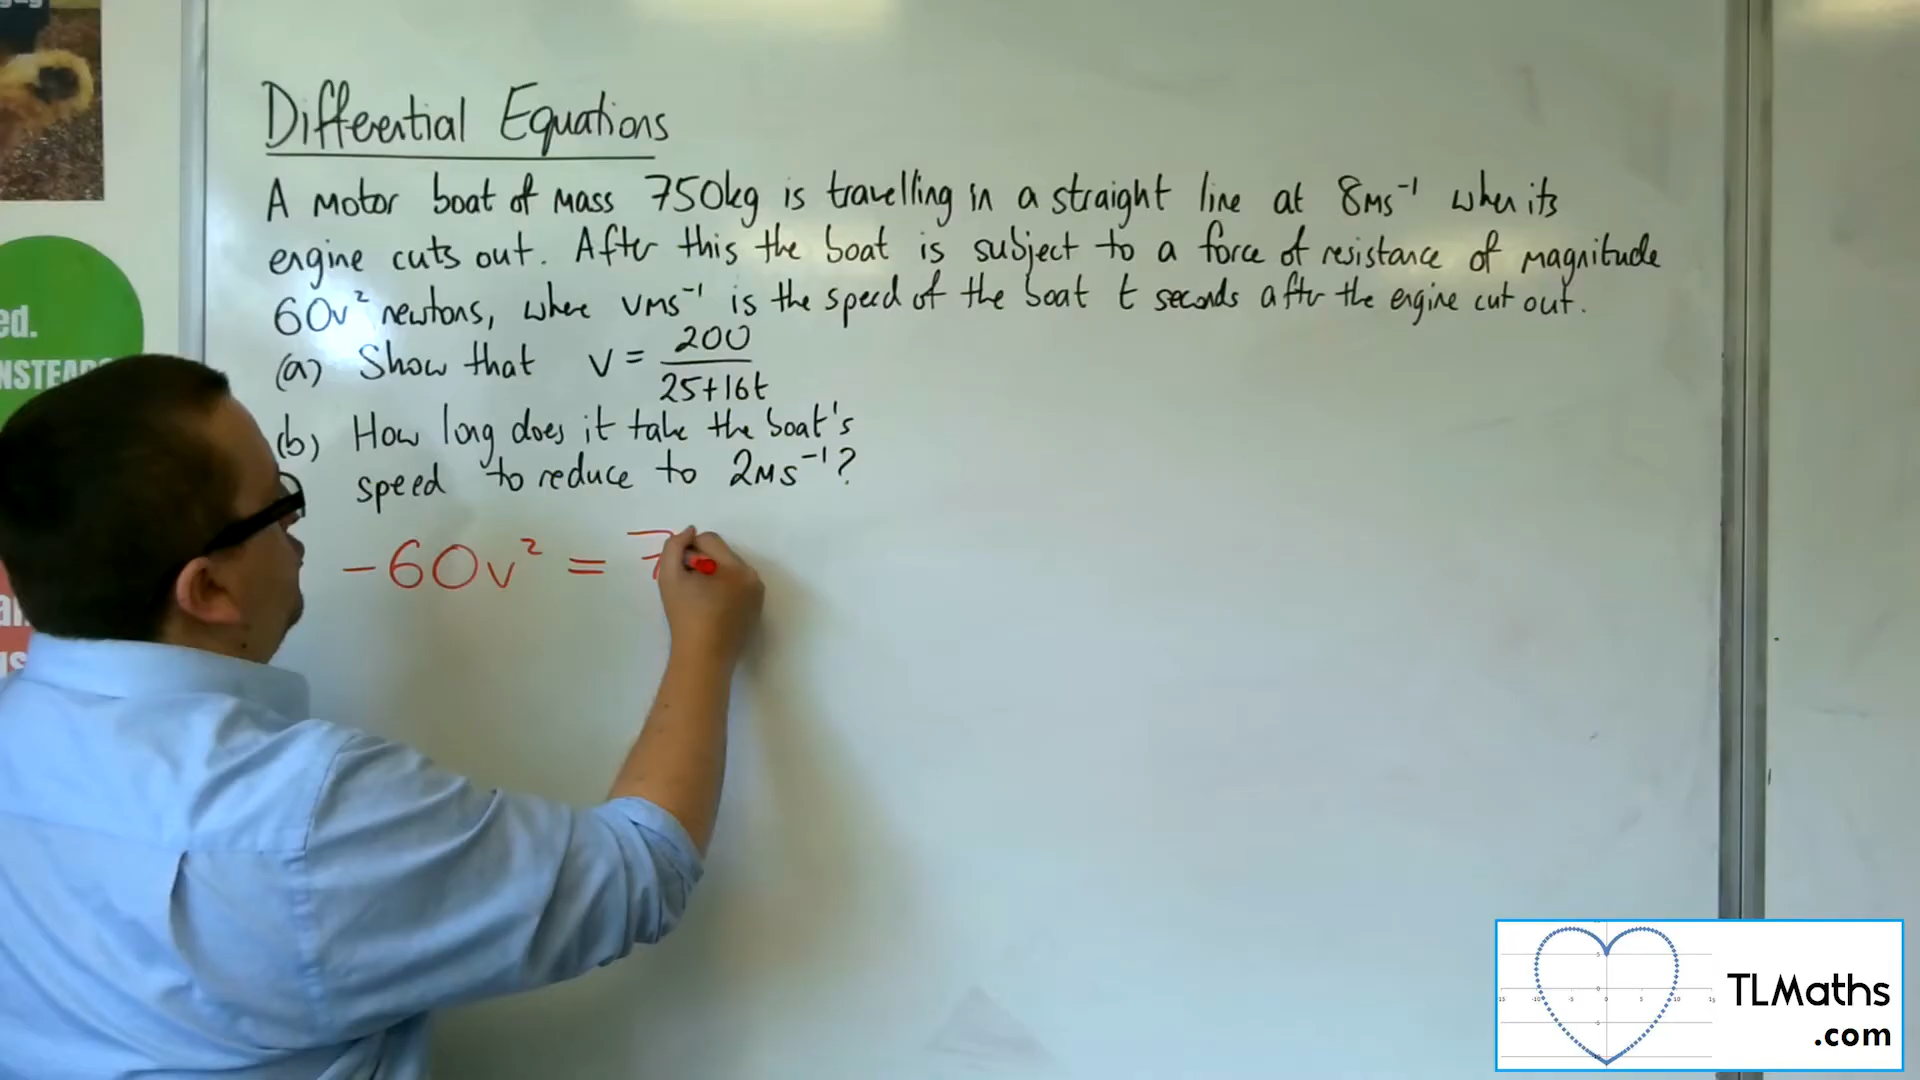 Differential Equations
A motor boat of mass 750kg is travelling in a straight line at 8ms⁻¹ when its
engine cuts out. After this the boat is subject to a force of resistance of magnitude
60v² newtons, where vms⁻¹ is the speed of the boat t seconds after the engine cut out.
(a) Show that v = 200/(25+16t)
(b) How long does it take the boat's
speed to reduce to 2ms⁻¹?
-60v² = 7
ed.
NSTEAD
TLMaths
.com